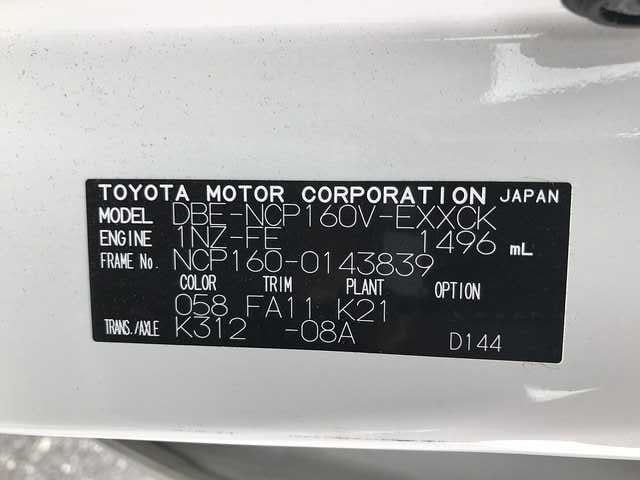 TOYOTA MOTOR CORPORATION JAPAN
MODEL DBE-NCP160V-EXXCK
ENGINE 1NZ-FE 1496 mL
FRAME No. NCP160-0143839
COLOR TRIM PLANT OPTION
058 FA11 K21
TRANS./AXLE K312 -08A D144